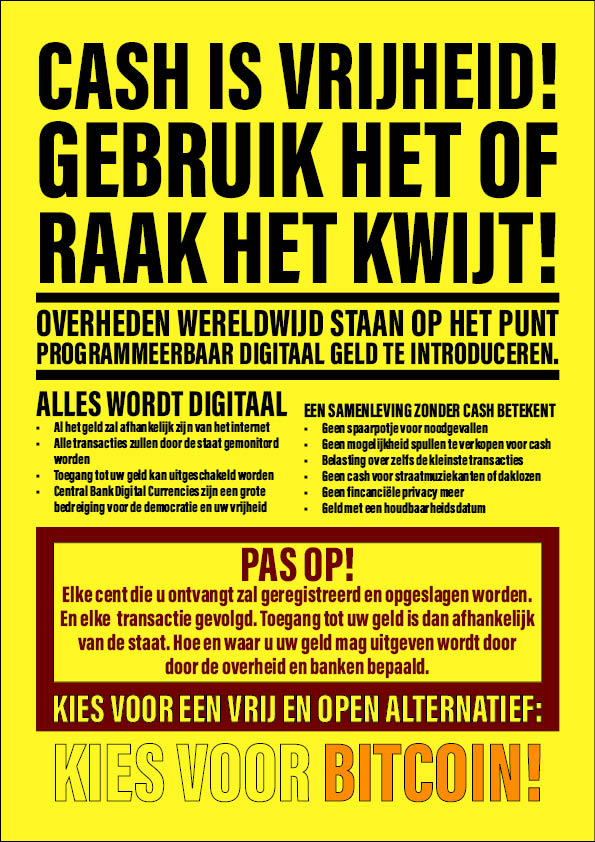 CASH IS VRIJHEID!
GEBRUIK HET OF
RAAK HET KWIJT!
OVERHEDEN WERELDWIJD STAAN OP HET PUNT
PROGRAMMEERBAAR DIGITAAL GELD TE INTRODUCEREN.
ALLES WORDT DIGITAAL
• Al het geld zal afhankelijk zijn van het internet
• Alle transacties zullen door de staat gemonitord
worden
• Toegang tot uw geld kan uitgeschakeld worden
• Central Bank Digital Currencies zijn een grote
bedreiging voor de democratie en uw vrijheid
EEN SAMENLEVING ZONDER CASH BETEKENT
• Geen spaarpotje voor noodgevallen
• Geen mogelijkheid spullen te verkopen voor cash
• Belasting over zelfs de kleinste transacties
• Geen cash voor straatmuziekanten of daklozen
• Geen fincanciële privacy meer
• Geld met een houdbaarheidsdatum
PAS OP!
Elke cent die u ontvangt zal geregistreerd en opgeslagen worden.
En elke transactie gevolgd. Toegang tot uw geld is dan afhankelijk
van de staat. Hoe en waar u uw geld mag uitgeven wordt door
door de overheid en banken bepaald.
KIES VOOR EEN VRIJ EN OPEN ALTERNATIEF:
KIES VOOR BITCOIN!